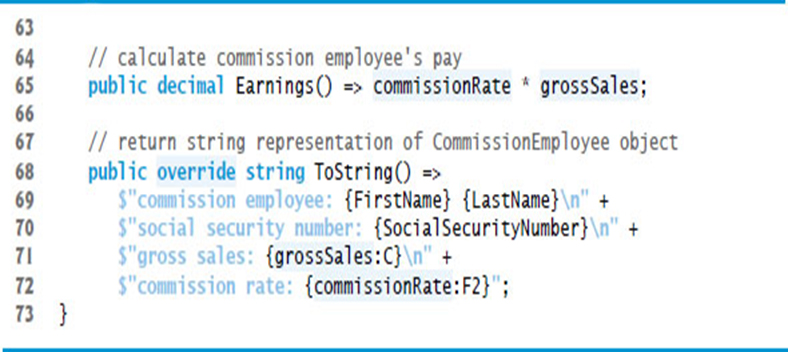 63
64 // calculate commission employee's pay
65 public decimal Earnings() => commissionRate * grossSales;
66
67 // return string representation of CommissionEmployee object
68 public override string ToString() =>
69 $"commission employee: {FirstName} {LastName}\n" +
70 $"social security number: {SocialSecurityNumber}\n" +
71 $"gross sales: {grossSales:C}\n" +
72 $"commission rate: {commissionRate:F2}";
73 }